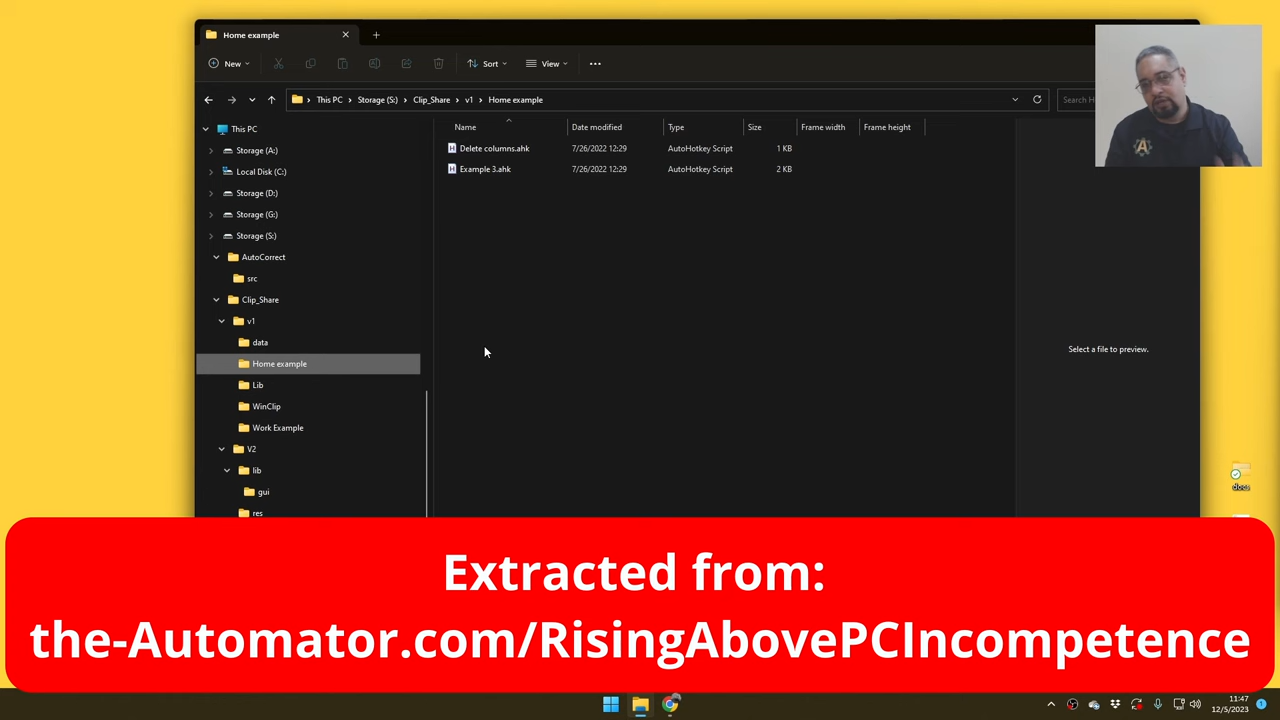 Home example
New
Sort
View
This PC > Storage (S:) > Clip_Share > v1 > Home example
Search H
Name
Date modified
Type
Size
Frame width
Frame height
Delete columns.ahk
7/26/2022 12:29
AutoHotkey Script
1 KB
Example 3.ahk
7/26/2022 12:29
AutoHotkey Script
2 KB
This PC
Storage (A:)
Local Disk (C:)
Storage (D:)
Storage (G:)
Storage (S:)
AutoCorrect
src
Clip_Share
v1
data
Home example
Lib
WinClip
Work Example
V2
lib
gui
res
Select a file to preview.
docs
Extracted from:
the-Automator.com/RisingAbovePCIncompetence
11:47
12/5/2023